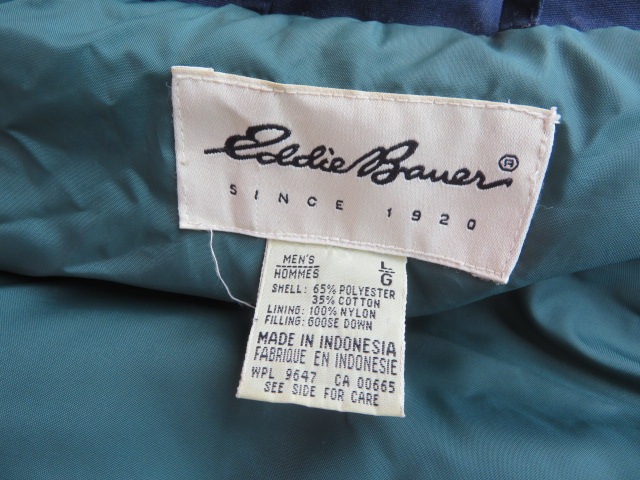 Eddie Bauer®
SINCE 1920
MEN'S L
HOMMES G
SHELL: 65% POLYESTER
35% COTTON
LINING: 100% NYLON
FILLING: GOOSE DOWN
MADE IN INDONESIA
FABRIQUE EN INDONESIE
WPL 9647 CA 00665
SEE SIDE FOR CARE